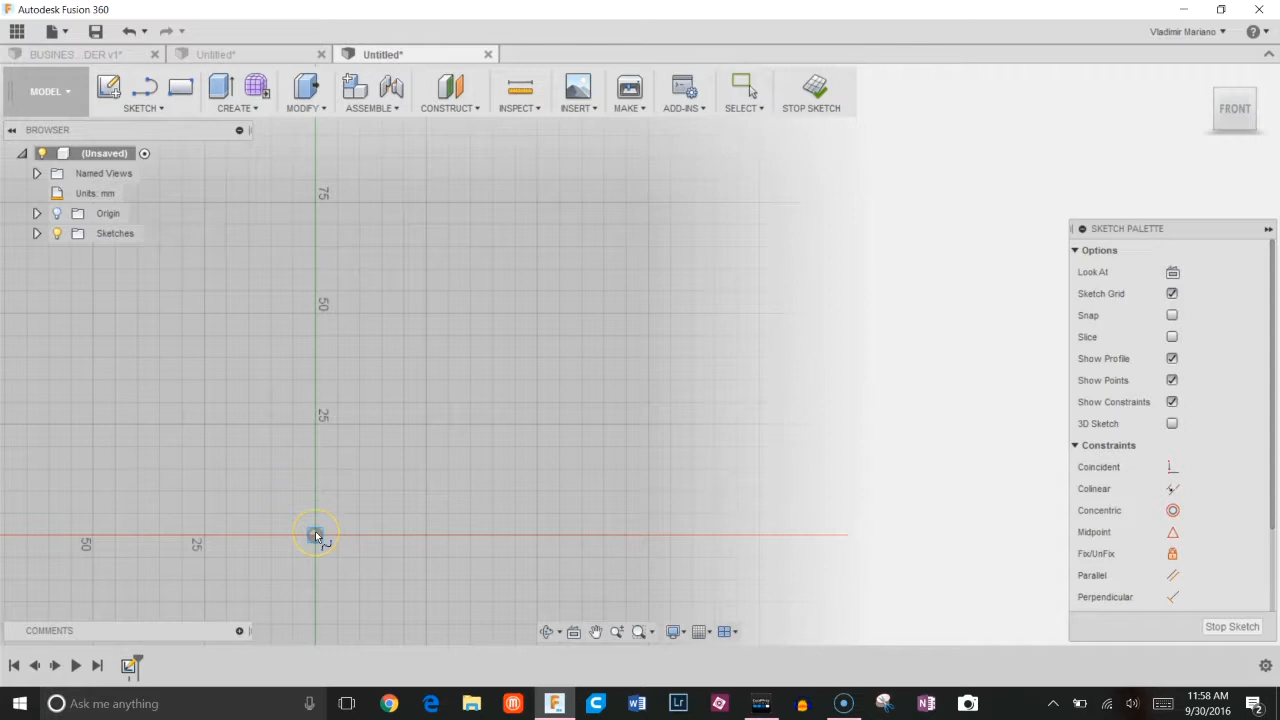 Autodesk Fusion 360
Vladimir Mariano
BUSINES... DER v1*
Untitled*
Untitled*
MODEL
SKETCH
CREATE
MODIFY
ASSEMBLE
CONSTRUCT
INSPECT
INSERT
MAKE
ADD-INS
SELECT
STOP SKETCH
FRONT
BROWSER
(Unsaved)
Named Views
Units: mm
Origin
Sketches
75
50
25
50
25
SKETCH PALETTE
Options
Look At
Sketch Grid
Snap
Slice
Show Profile
Show Points
Show Constraints
3D Sketch
Constraints
Coincident
Colinear
Concentric
Midpoint
Fix/UnFix
Parallel
Perpendicular
Stop Sketch
COMMENTS
Ask me anything
11:58 AM
9/30/2016